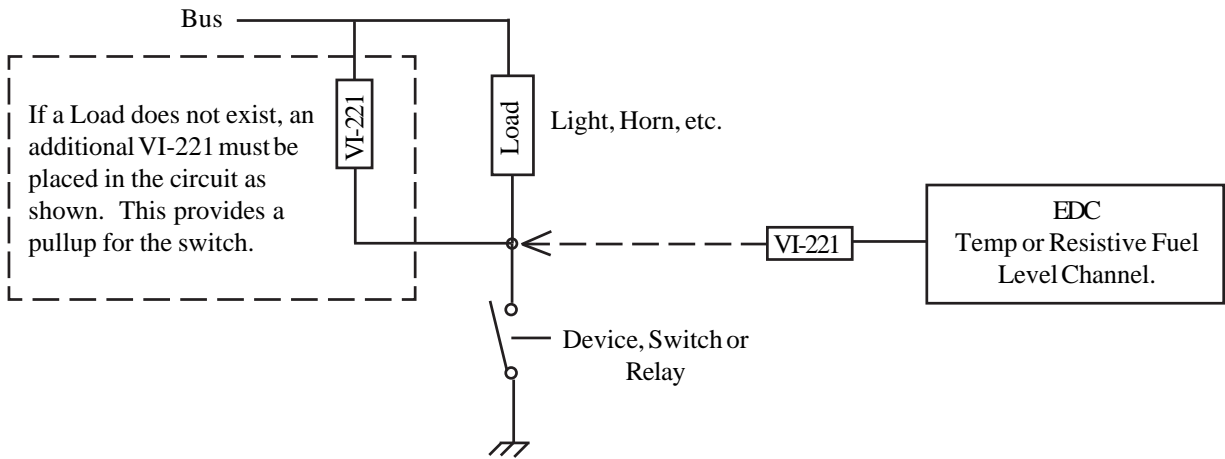 Bus
If a Load does not exist, an
additional VI-221 must be
placed in the circuit as
shown. This provides a
pullup for the switch.
VI-221
Load
Light, Horn, etc.
VI-221
EDC
Temp or Resistive Fuel
Level Channel.
Device, Switch or
Relay